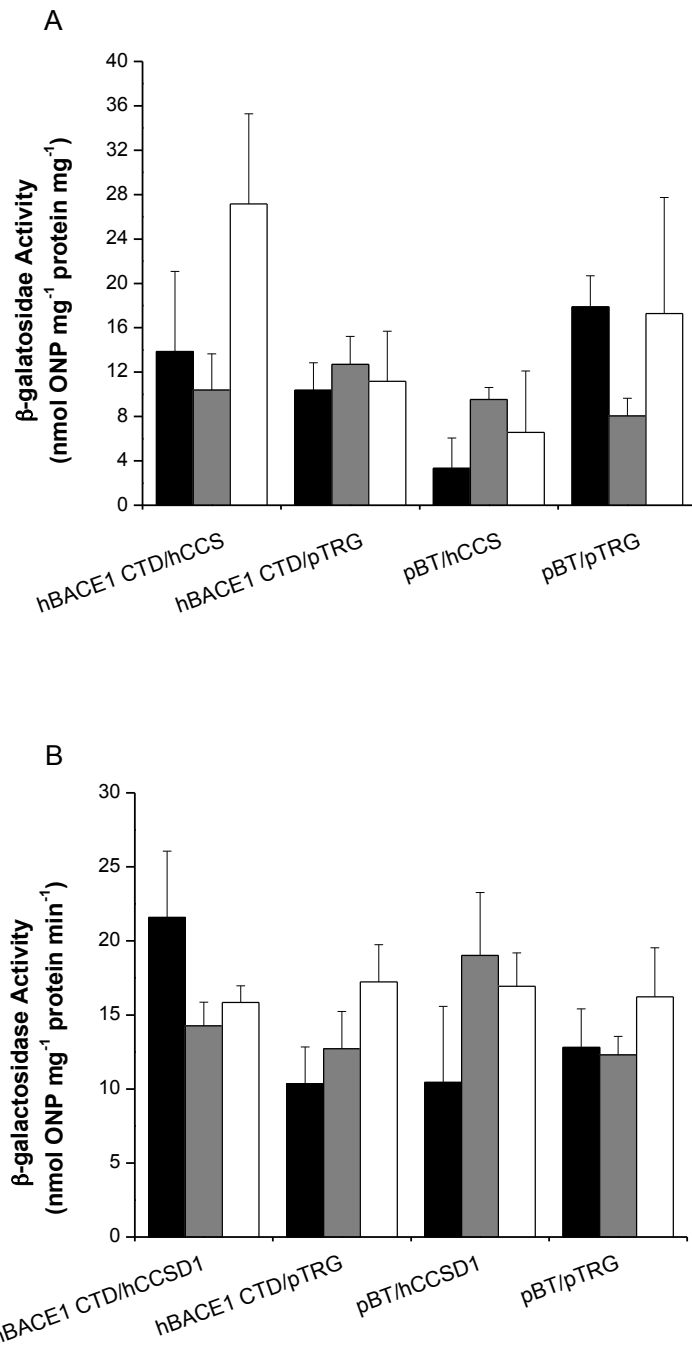 A
β-galatosidae Activity
(nmol ONP mg⁻¹ protein mg⁻¹)
40
36
32
28
24
20
16
12
8
4
0
hBACE1 CTD/hCCS
hBACE1 CTD/pTRG
pBT/hCCS
pBT/pTRG
B
β-galactosidase Activity
(nmol ONP mg⁻¹ protein min⁻¹)
30
25
20
15
10
5
0
hBACE1 CTD/hCCSD1
hBACE1 CTD/pTRG
pBT/hCCSD1
pBT/pTRG